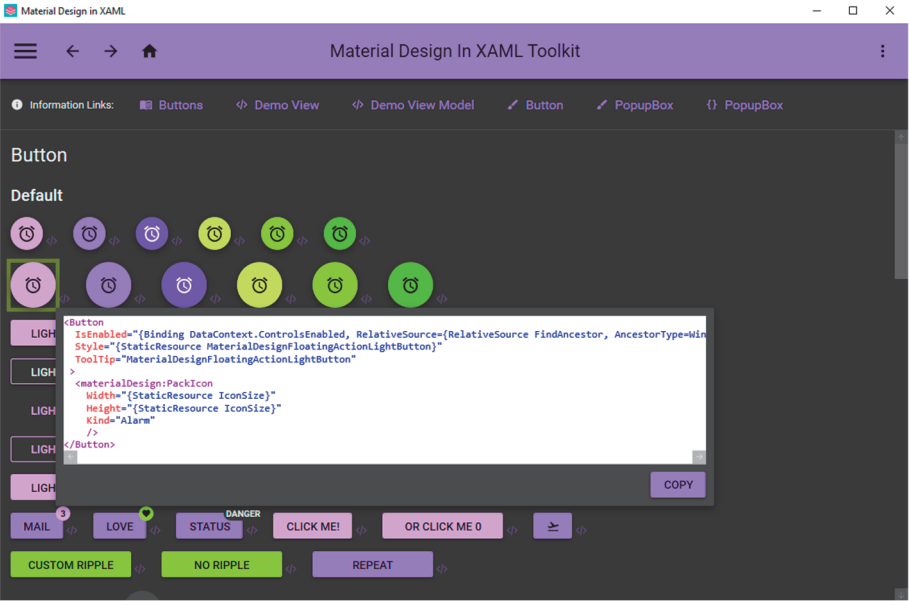 Material Design in XAML
Material Design In XAML Toolkit
Information Links: Buttons </> Demo View </> Demo View Model Button PopupBox {} PopupBox
Button
Default
<Button
IsEnabled="{Binding DataContext.ControlsEnabled, RelativeSource={RelativeSource FindAncestor, AncestorType=Win
Style="{StaticResource MaterialDesignFloatingActionLightButton}"
ToolTip="MaterialDesignFloatingActionLightButton"
>
<materialDesign:PackIcon
Width="{StaticResource IconSize}"
Height="{StaticResource IconSize}"
Kind="Alarm"
/>
</Button>
COPY
LIGH
LIGH
LIGH
LIGH
LIGH
MAIL 3 LOVE STATUS DANGER CLICK ME! OR CLICK ME 0
CUSTOM RIPPLE NO RIPPLE REPEAT